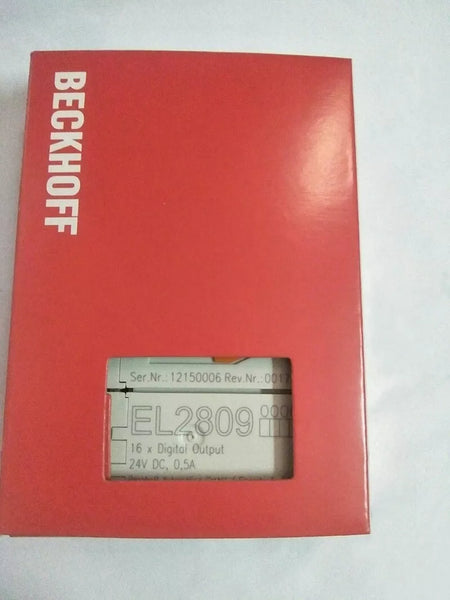 BECKHOFF
Ser.Nr.: 12150006 Rev.Nr.: 0017
EL2809
16 x Digital Output
24V DC, 0,5A